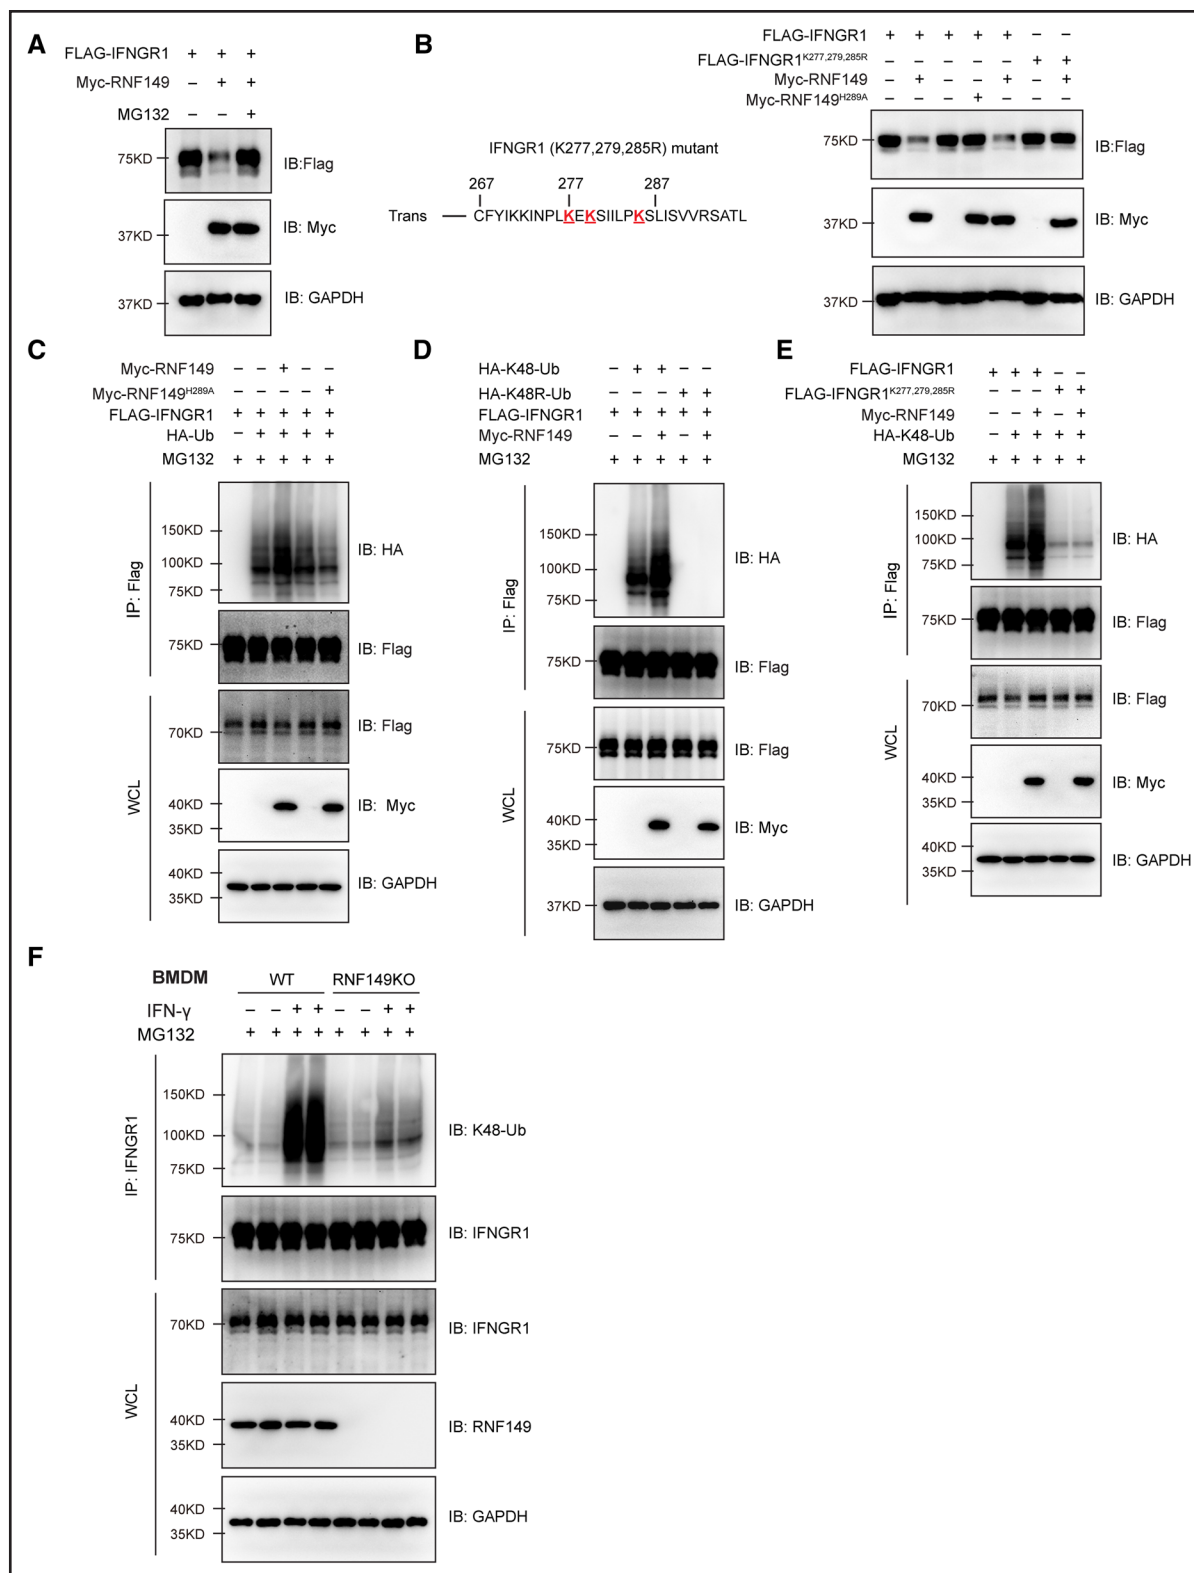 A
FLAG-IFNGR1 + + +
Myc-RNF149 – + +
MG132 – – +
75KD IB:Flag
37KD IB: Myc
37KD IB: GAPDH
B
IFNGR1 (K277,279,285R) mutant
267 277 287
Trans CFYIKKINPLKEKSIILPKSLISVVRSATL
FLAG-IFNGR1 + + + + + – –
FLAG-IFNGR1K277,279,285R – – – – – + +
Myc-RNF149 – + – – + – +
Myc-RNF149H289A – – – + – – –
75KD IB:Flag
37KD IB: Myc
37KD IB: GAPDH
C
Myc-RNF149 – – + – –
Myc-RNF149H289A – – – – +
FLAG-IFNGR1 + + + + +
HA-Ub – + + + +
MG132 + + + + +
IP: Flag
150KD
100KD
75KD
IB: HA
75KD IB: Flag
WCL
70KD IB: Flag
40KD
35KD
IB: Myc
40KD
35KD
IB: GAPDH
D
HA-K48-Ub – + + – –
HA-K48R-Ub – – – + +
FLAG-IFNGR1 + + + + +
Myc-RNF149 – – + – +
MG132 + + + + +
IP: Flag
150KD
100KD
75KD
IB: HA
75KD IB: Flag
WCL
75KD IB: Flag
40KD
35KD
IB: Myc
37KD IB: GAPDH
E
FLAG-IFNGR1 + + + – –
FLAG-IFNGR1K277,279,285R – – – + +
Myc-RNF149 – – + – +
HA-K48-Ub – + + + +
MG132 + + + + +
IP: Flag
150KD
100KD
75KD
IB: HA
75KD IB: Flag
WCL
70KD IB: Flag
40KD
35KD
IB: Myc
40KD
35KD
IB: GAPDH
F
BMDM WT RNF149KO
IFN-γ – – + + – – + +
MG132 + + + + + + + +
IP: IFNGR1
150KD
100KD
75KD
IB: K48-Ub
75KD IB: IFNGR1
WCL
70KD IB: IFNGR1
40KD
35KD
IB: RNF149
40KD
35KD
IB: GAPDH